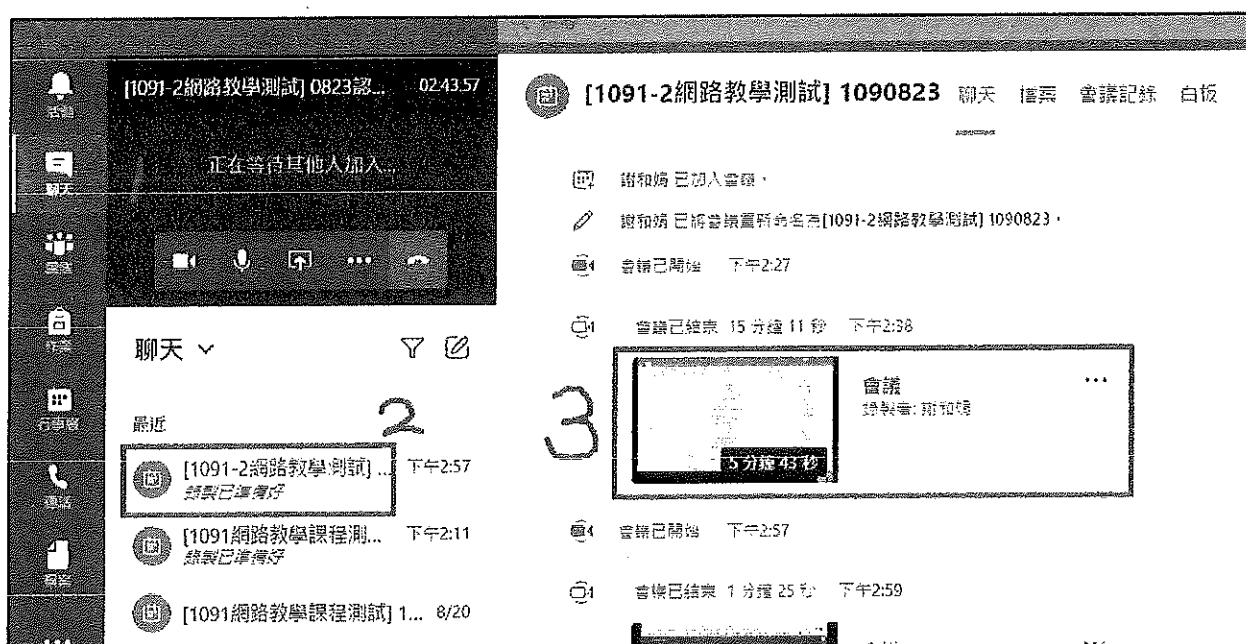 [1091-2網路教學測試] 0823認... 02:43:57
正在等待其他人加入...
活動
聊天
團隊
作業
行事曆
通話
檔案
聊天
最近
2
[1091-2網路教學測試] ... 下午2:57
錄製已準備好
[1091網路教學課程測... 下午2:11
錄製已準備好
[1091網路教學課程測試] 1... 8/20
[1091-2網路教學測試] 1090823 聊天 檔案 會議記錄 白板
謝和娟 已加入會議。
謝和娟 已將會議重新命名為[1091-2網路教學測試] 1090823。
會議已開始 下午2:27
會議已結束 15 分鐘 11 秒 下午2:38
3
會議
錄製者:
5 分鐘 43 秒
會議已開始 下午2:57
會議已結束 1 分鐘 25 秒 下午2:59